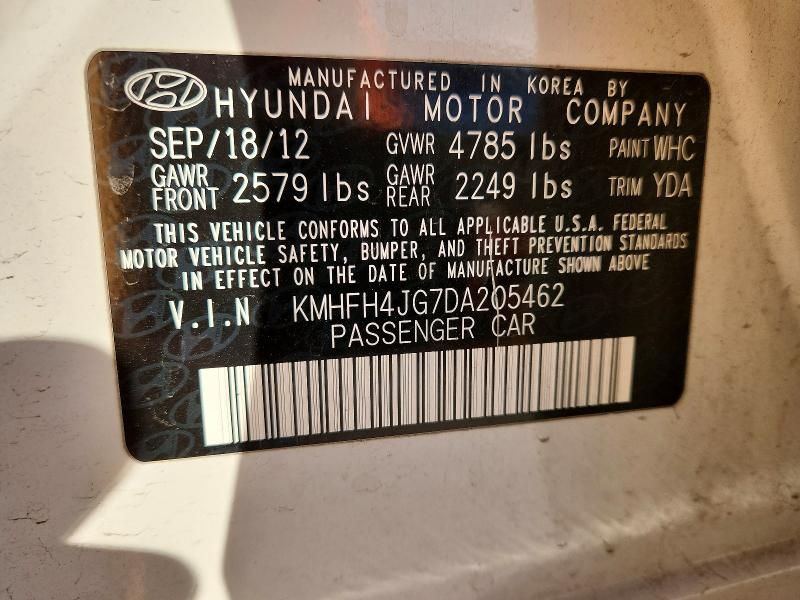 MANUFACTURED IN KOREA BY
HYUNDAI MOTOR COMPANY
SEP/18/12 GVWR 4785 lbs PAINT WHC
GAWR FRONT 2579 lbs GAWR REAR 2249 lbs TRIM YDA
THIS VEHICLE CONFORMS TO ALL APPLICABLE U.S.A. FEDERAL
MOTOR VEHICLE SAFETY, BUMPER, AND THEFT PREVENTION STANDARDS
IN EFFECT ON THE DATE OF MANUFACTURE SHOWN ABOVE
V.I.N KMHFH4JG7DA205462
PASSENGER CAR